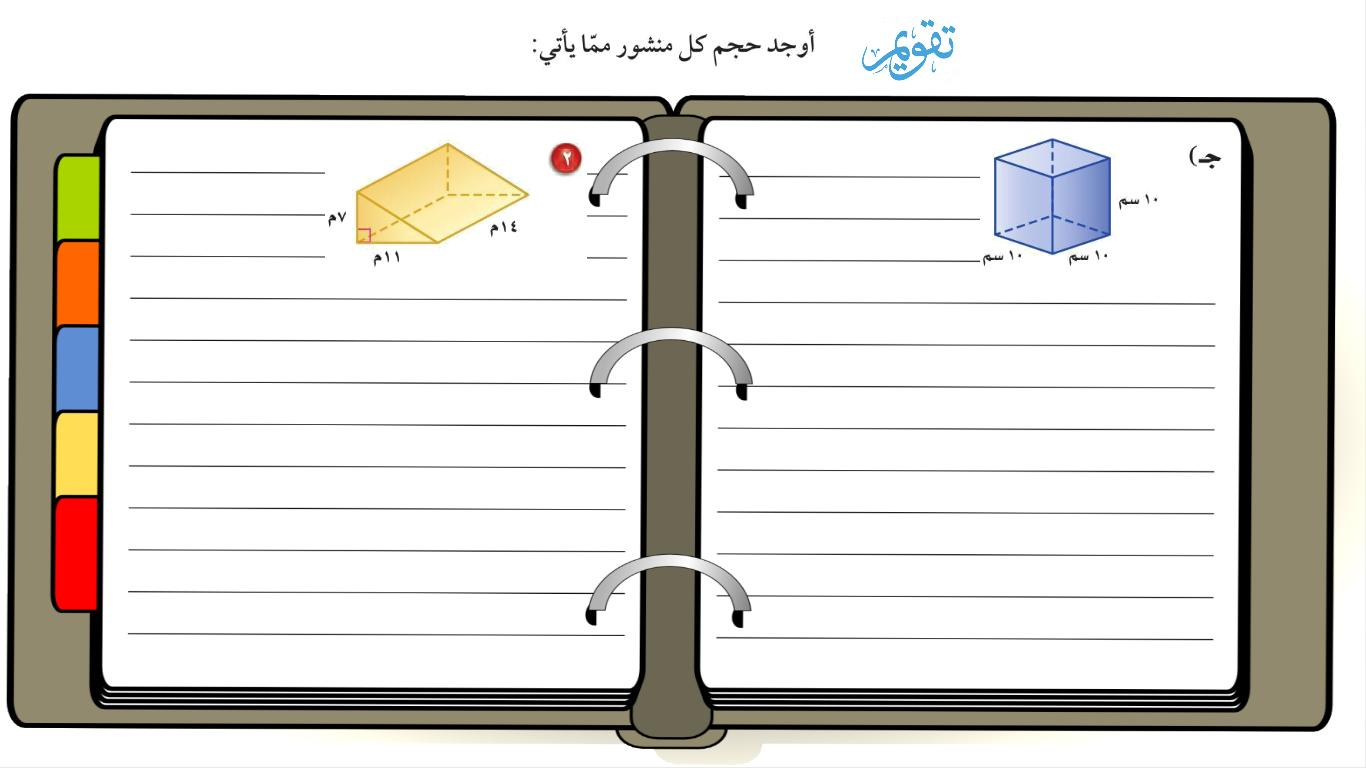 تقويم
أوجد حجم كل منشور ممّا يأتي:
جـ)
١٠ سم
١٠ سم
١٠ سم
٢
٧م
١٤م
١١م